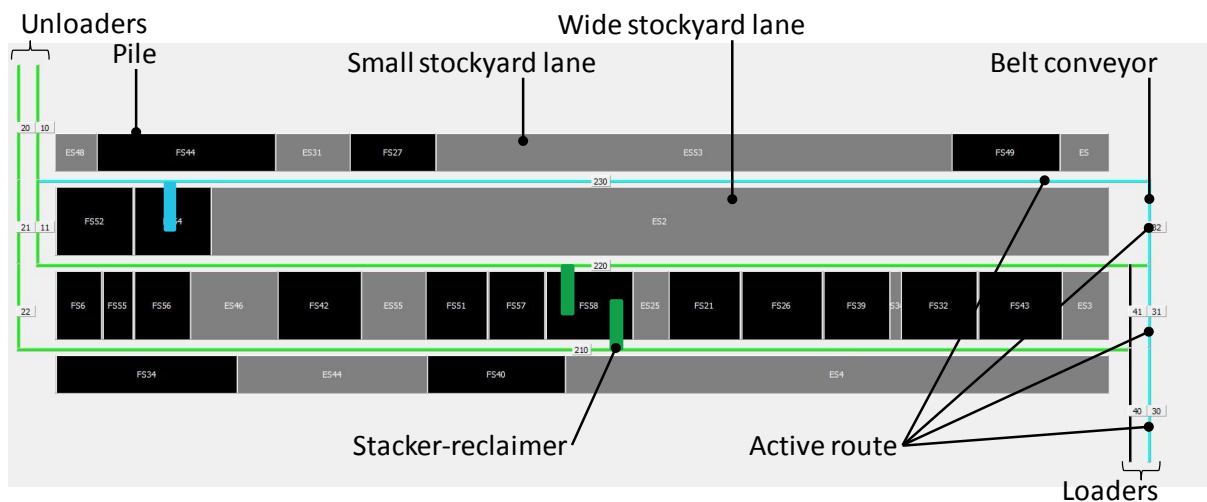 Unloaders
Wide stockyard lane
Pile
Small stockyard lane
Belt conveyor
20 10
ES48 FS44 ES31 FS27 ES53 FS49 ES
230
FS52 ES2
21 11
32
220
FS6 FS55 FS56 ES46 FS42 ES55 FS51 FS57 FS58 ES25 FS21 FS26 FS39 FS32 FS43 ES3
22
41 31
210
FS34 ES44 FS40 ES4
40 30
Stacker-reclaimer
Active route
Loaders